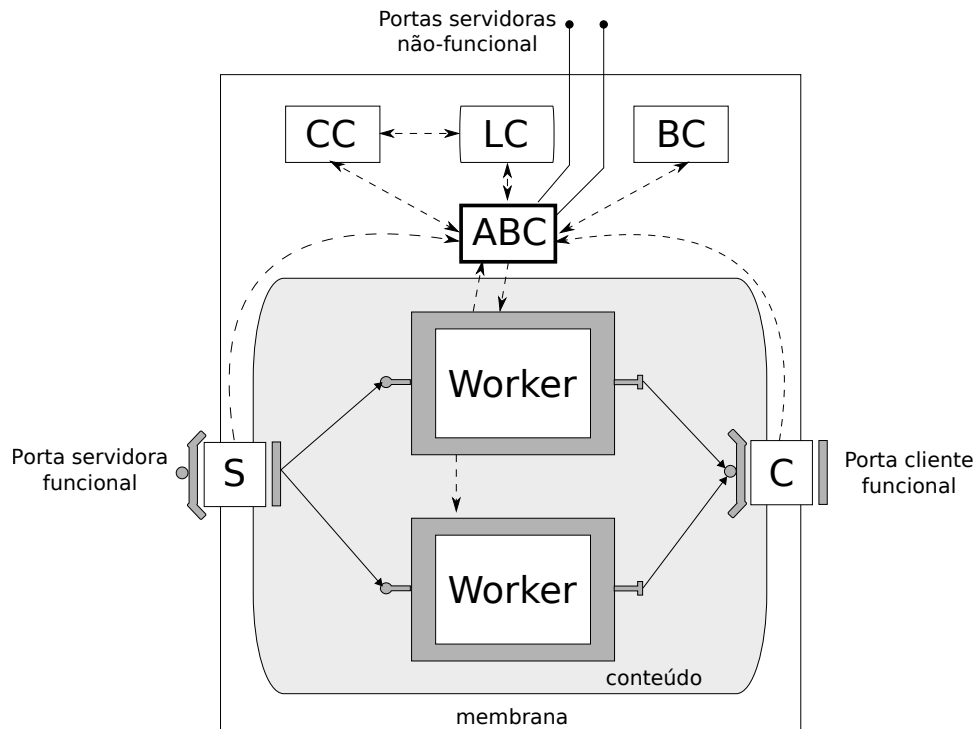 Portas servidoras
não-funcional
CC
LC
BC
ABC
Worker
Porta servidora
funcional
S
C
Porta cliente
funcional
Worker
conteúdo
membrana